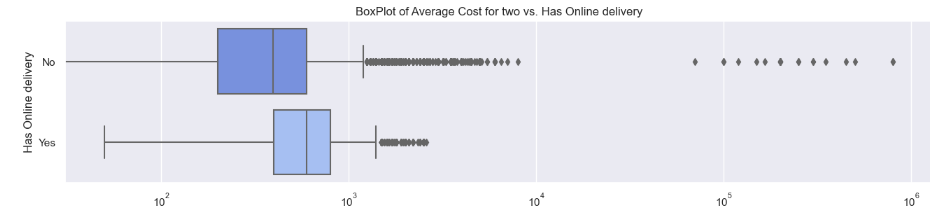 BoxPlot of Average Cost for two vs. Has Online delivery
Has Online delivery
No
Yes
10² 10³ 10⁴ 10⁵ 10⁶